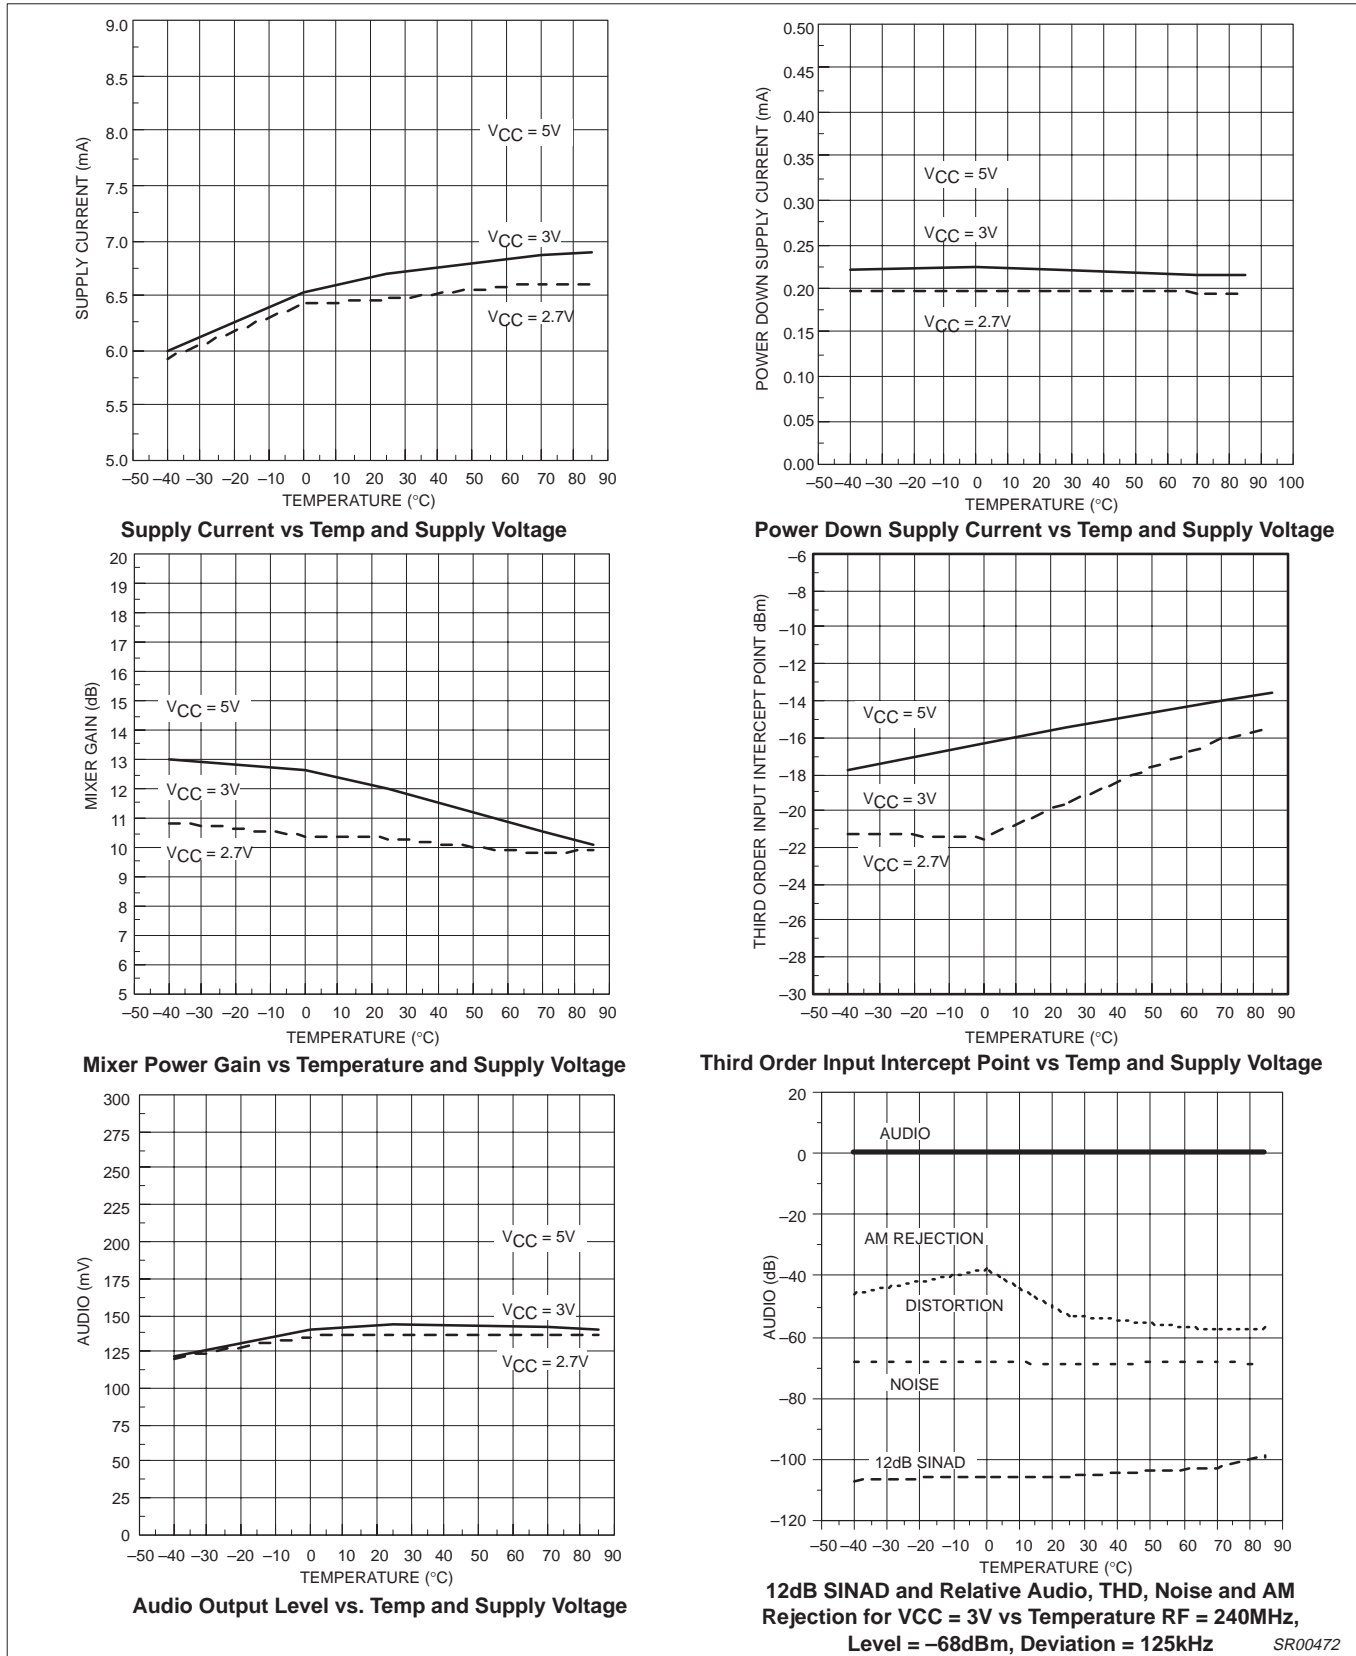 9.0
8.5
8.0
7.5
7.0
6.5
6.0
5.5
5.0
SUPPLY CURRENT (mA)
VCC = 5V
VCC = 3V
VCC = 2.7V
–50 –40 –30 –20 –10 0 10 20 30 40 50 60 70 80 90
TEMPERATURE (°C)
Supply Current vs Temp and Supply Voltage
0.50
0.45
0.40
0.35
0.30
0.25
0.20
0.15
0.10
0.05
0.00
POWER DOWN SUPPLY CURRENT (mA)
VCC = 5V
VCC = 3V
VCC = 2.7V
–50 –40 –30 –20 –10 0 10 20 30 40 50 60 70 80 90 100
TEMPERATURE (°C)
Power Down Supply Current vs Temp and Supply Voltage
20
19
18
17
16
15
14
13
12
11
10
9
8
7
6
5
MIXER GAIN (dB)
VCC = 5V
VCC = 3V
VCC = 2.7V
–50 –40 –30 –20 –10 0 10 20 30 40 50 60 70 80 90
TEMPERATURE (°C)
Mixer Power Gain vs Temperature and Supply Voltage
–6
–8
–10
–12
–14
–16
–18
–20
–22
–24
–26
–28
–30
THIRD ORDER INPUT INTERCEPT POINT dBm)
VCC = 5V
VCC = 3V
VCC = 2.7V
–50 –40 –30 –20 –10 0 10 20 30 40 50 60 70 80 90
TEMPERATURE (°C)
Third Order Input Intercept Point vs Temp and Supply Voltage
300
275
250
225
200
175
150
125
100
75
50
25
0
AUDIO (mV)
VCC = 5V
VCC = 3V
VCC = 2.7V
–50 –40 –30 –20 –10 0 10 20 30 40 50 60 70 80 90
TEMPERATURE (°C)
Audio Output Level vs. Temp and Supply Voltage
20
0
–20
–40
–60
–80
–100
–120
AUDIO (dB)
AUDIO
AM REJECTION
DISTORTION
NOISE
12dB SINAD
–50 –40 –30 –20 –10 0 10 20 30 40 50 60 70 80 90
TEMPERATURE (°C)
12dB SINAD and Relative Audio, THD, Noise and AM
Rejection for VCC = 3V vs Temperature RF = 240MHz,
Level = –68dBm, Deviation = 125kHz
SR00472